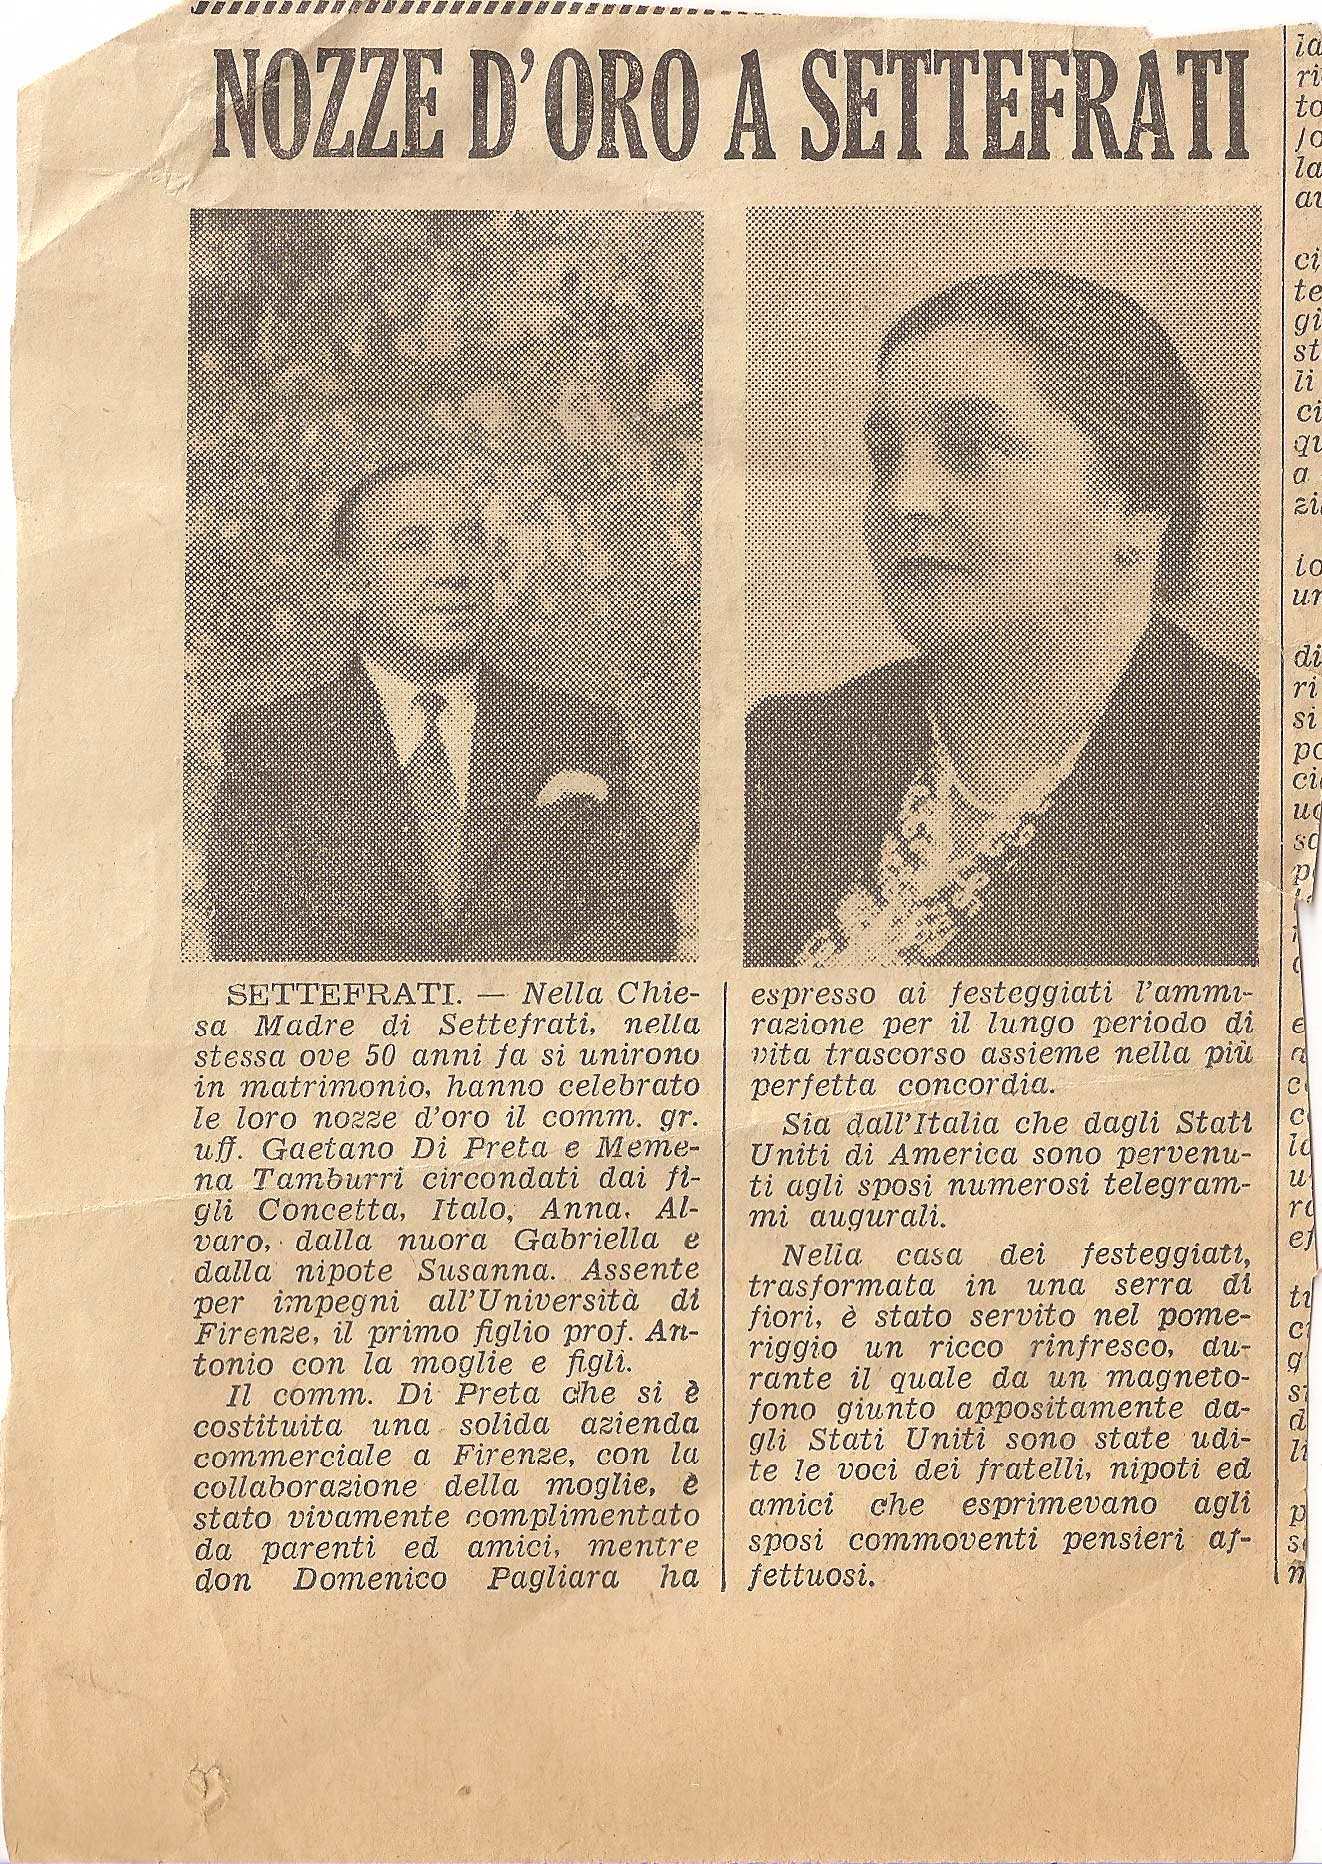 NOZZE D'ORO A SETTEFRATI
SETTEFRATI. — Nella Chie-
sa Madre di Settefrati, nella
stessa ove 50 anni fa si unirono
in matrimonio, hanno celebrato
le loro nozze d'oro il comm. gr.
uff. Gaetano Di Preta e Meme-
na Tamburri circondati dai fi-
gli Concetta, Italo, Anna, Al-
varo, dalla nuora Gabriella e
dalla nipote Susanna. Assente
per impegni all'Università di
Firenze, il primo figlio prof. An-
tonio con la moglie e figli.
Il comm. Di Preta che si è
costituita una solida azienda
commerciale a Firenze, con la
collaborazione della moglie, è
stato vivamente complimentato
da parenti ed amici, mentre
don Domenico Pagliara ha
espresso ai festeggiati l'ammi-
razione per il lungo periodo di
vita trascorso assieme nella più
perfetta concordia.
Sia dall'Italia che dagli Stati
Uniti di America sono pervenu-
ti agli sposi numerosi telegram-
mi augurali.
Nella casa dei festeggiati,
trasformata in una serra di
fiori, è stato servito nel pome-
riggio un ricco rinfresco, du-
rante il quale da un magneto-
fono giunto appositamente da-
gli Stati Uniti sono state udi-
te le voci dei fratelli, nipoti ed
amici che esprimevano agli
sposi commoventi pensieri af-
fettuosi.